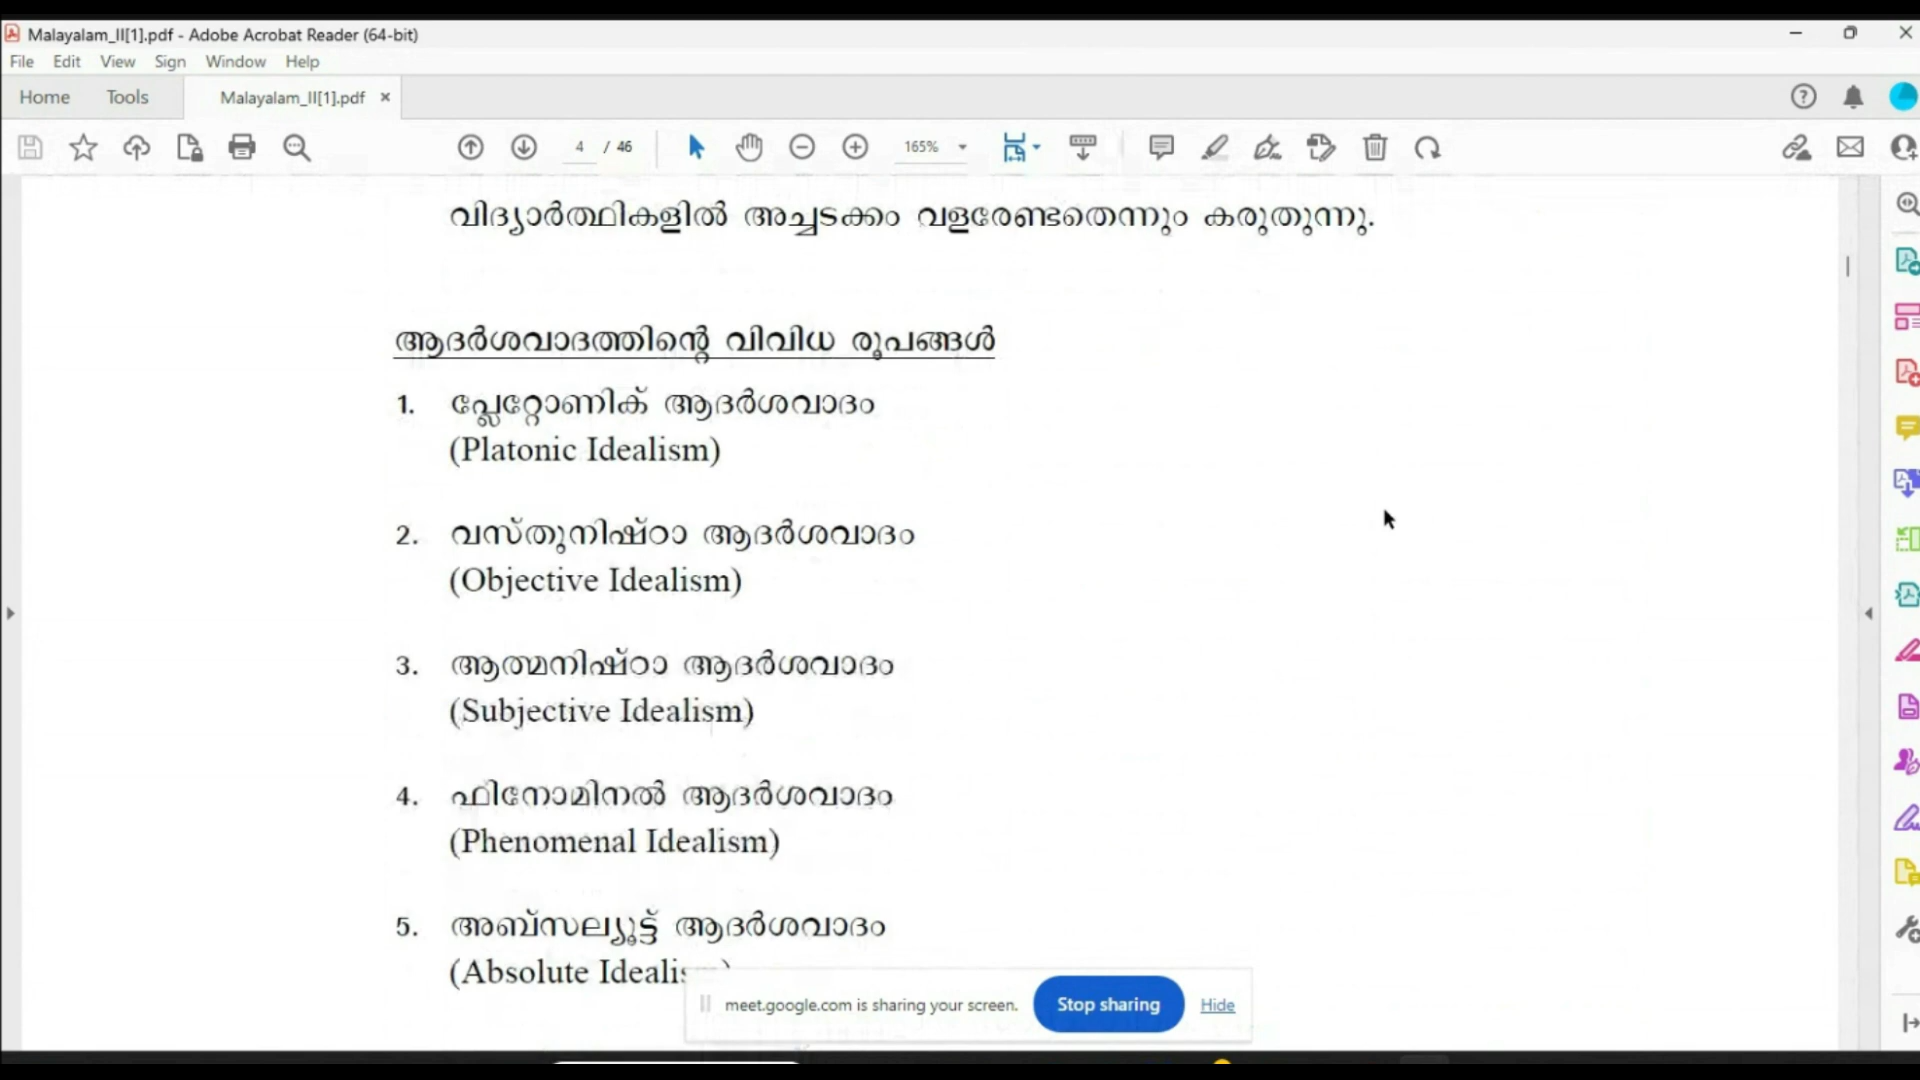 Malayalam_II[1].pdf - Adobe Acrobat Reader (64-bit)
File Edit View Sign Window Help
Home Tools Malayalam_II[1].pdf ×
4 / 46 165%
വിദ്യാർത്ഥികളിൽ അച്ചടക്കം വളരേണ്ടതെന്നും കരുതുന്നു.
ആദർശവാദത്തിന്റെ വിവിധ രൂപങ്ങൾ
1. പ്ലേറ്റോണിക് ആദർശവാദം
(Platonic Idealism)
2. വസ്തുനിഷ്ഠാ ആദർശവാദം
(Objective Idealism)
3. ആത്മനിഷ്ഠാ ആദർശവാദം
(Subjective Idealism)
4. ഫിനോമിനൽ ആദർശവാദം
(Phenomenal Idealism)
5. അബ്സല്യൂട്ട് ആദർശവാദം
(Absolute
meet.google.com is sharing your screen. Stop sharing Hide